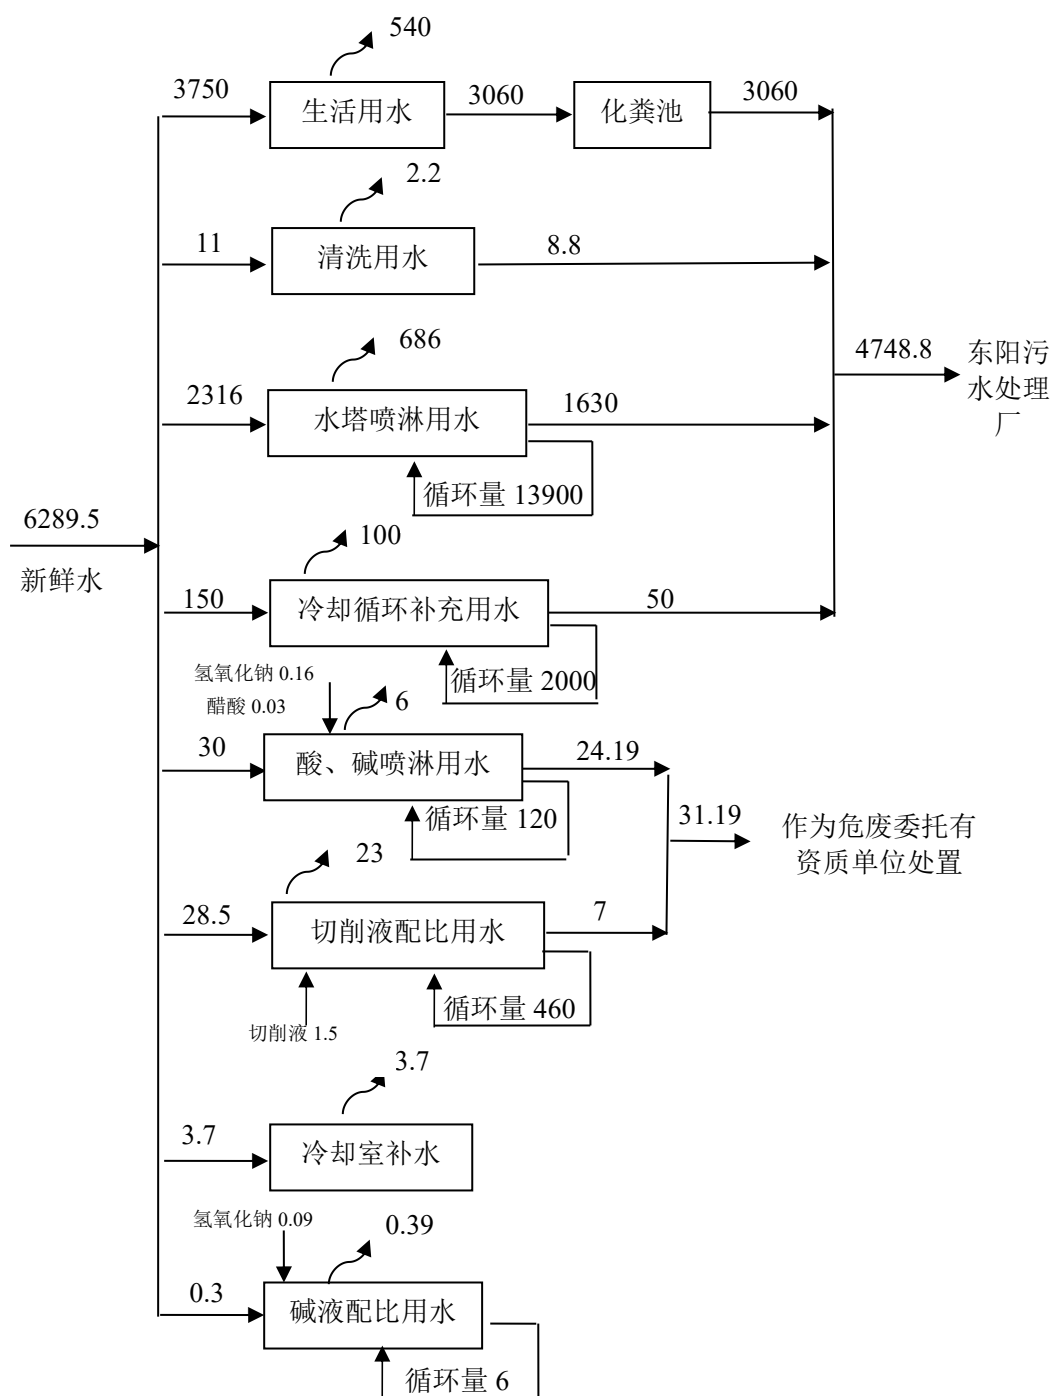 540
3750
生活用水
3060
化粪池
3060
2.2
11
清洗用水
8.8
686
2316
水塔喷淋用水
1630
循环量 13900
4748.8
东阳污
水处理
厂
6289.5
新鲜水
100
150
冷却循环补充用水
50
循环量 2000
氢氧化钠 0.16
醋酸 0.03
6
30
酸、碱喷淋用水
24.19
循环量 120
31.19
作为危废委托有
资质单位处置
23
28.5
切削液配比用水
7
循环量 460
切削液 1.5
3.7
3.7
冷却室补水
氢氧化钠 0.09
0.39
0.3
碱液配比用水
循环量 6